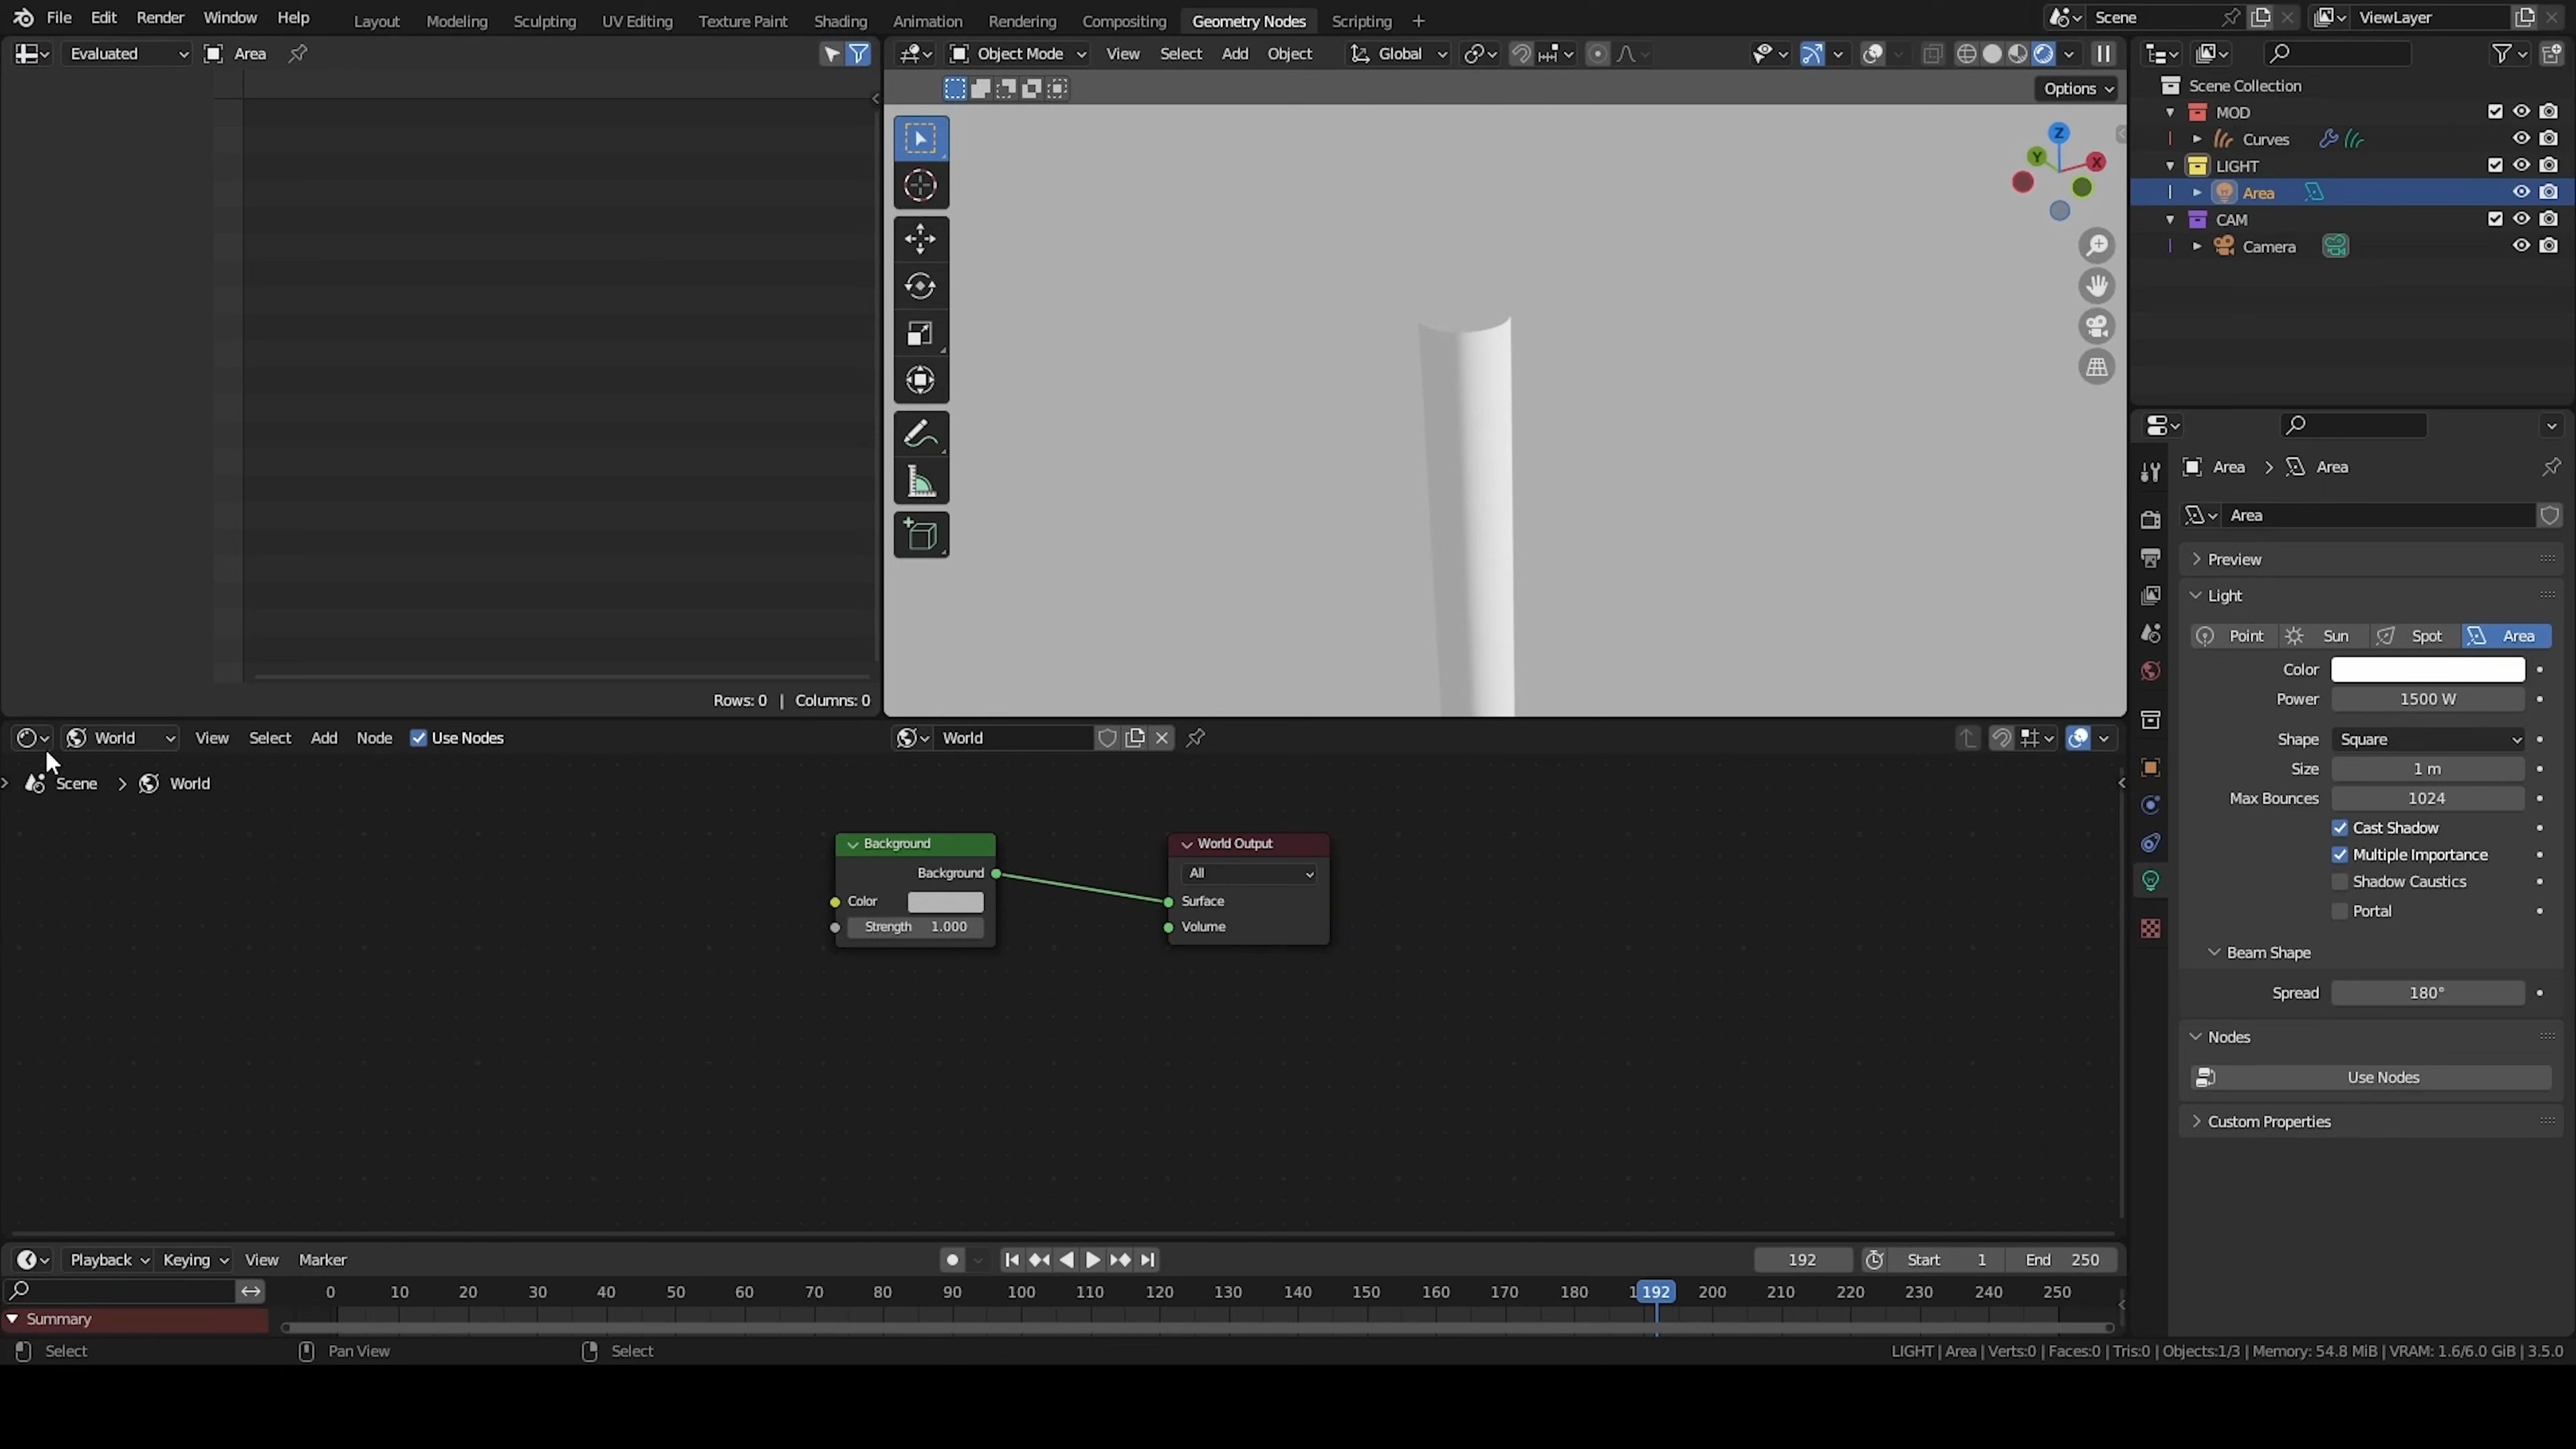 File Edit Render Window Help Layout Modeling Sculpting UV Editing Texture Paint Shading Animation Rendering Compositing Geometry Nodes Scripting + Scene ViewLayer
Evaluated Area Object Mode View Select Add Object Global
Options
Z
Y X
Scene Collection
MOD
Curves
LIGHT
Area
CAM
Camera
Area > Area
Area
Preview
Light
Point Sun Spot Area
Color
Power 1500 W
Shape Square
Size 1 m
Max Bounces 1024
Cast Shadow
Multiple Importance
Shadow Caustics
Portal
Beam Shape
Spread 180°
Nodes
Use Nodes
Custom Properties
Rows: 0 | Columns: 0
World View Select Add Node Use Nodes World
Scene > World
Background
Background
Color
Strength 1.000
World Output
All
Surface
Volume
Playback Keying View Marker 192 Start 1 End 250
0 10 20 30 40 50 60 70 80 90 100 110 120 130 140 150 160 170 180 192 200 210 220 230 240 250
Summary
Select Pan View Select LIGHT | Area | Verts:0 | Faces:0 | Tris:0 | Objects:1/3 | Memory: 54.8 MiB | VRAM: 1.6/6.0 GiB | 3.5.0